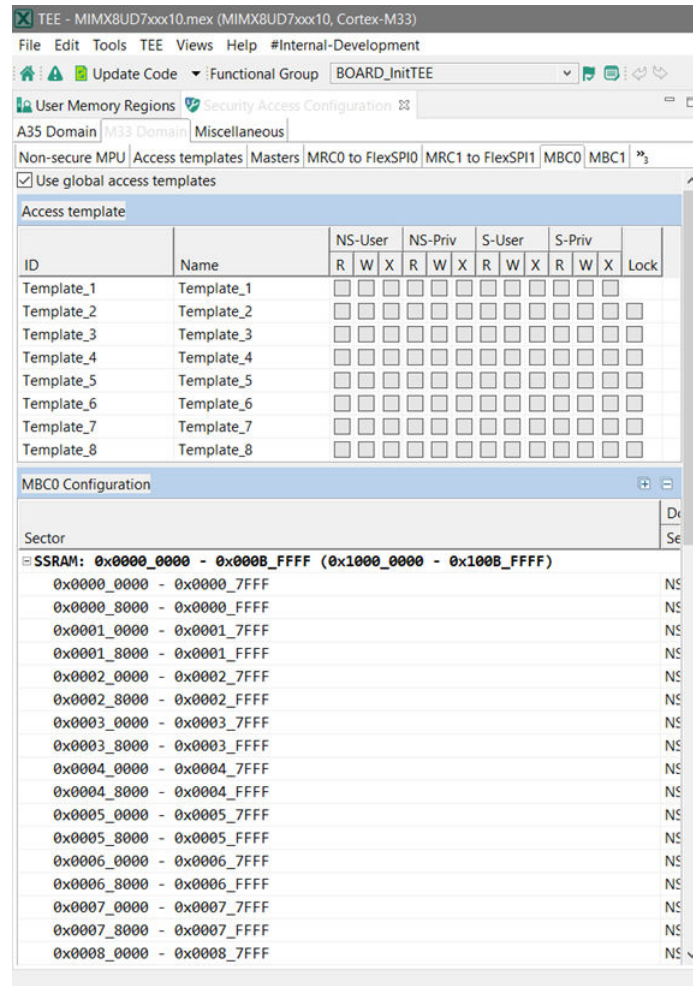 TEE - MIMX8UD7xxx10.mex (MIMX8UD7xxx10, Cortex-M33)
File Edit Tools TEE Views Help #Internal-Development
Update Code Functional Group BOARD_InitTEE
User Memory Regions Security Access Configuration
A35 Domain M33 Domain Miscellaneous
Non-secure MPU Access templates Masters MRC0 to FlexSPI0 MRC1 to FlexSPI1 MBC0 MBC1 »3
Use global access templates
Access template
NS-User NS-Priv S-User S-Priv
ID Name R W X R W X R W X R W X Lock
Template_1 Template_1
Template_2 Template_2
Template_3 Template_3
Template_4 Template_4
Template_5 Template_5
Template_6 Template_6
Template_7 Template_7
Template_8 Template_8
MBC0 Configuration
Sector
SSRAM: 0x0000_0000 - 0x000B_FFFF (0x1000_0000 - 0x100B_FFFF)
0x0000_0000 - 0x0000_7FFF
0x0000_8000 - 0x0000_FFFF
0x0001_0000 - 0x0001_7FFF
0x0001_8000 - 0x0001_FFFF
0x0002_0000 - 0x0002_7FFF
0x0002_8000 - 0x0002_FFFF
0x0003_0000 - 0x0003_7FFF
0x0003_8000 - 0x0003_FFFF
0x0004_0000 - 0x0004_7FFF
0x0004_8000 - 0x0004_FFFF
0x0005_0000 - 0x0005_7FFF
0x0005_8000 - 0x0005_FFFF
0x0006_0000 - 0x0006_7FFF
0x0006_8000 - 0x0006_FFFF
0x0007_0000 - 0x0007_7FFF
0x0007_8000 - 0x0007_FFFF
0x0008_0000 - 0x0008_7FFF